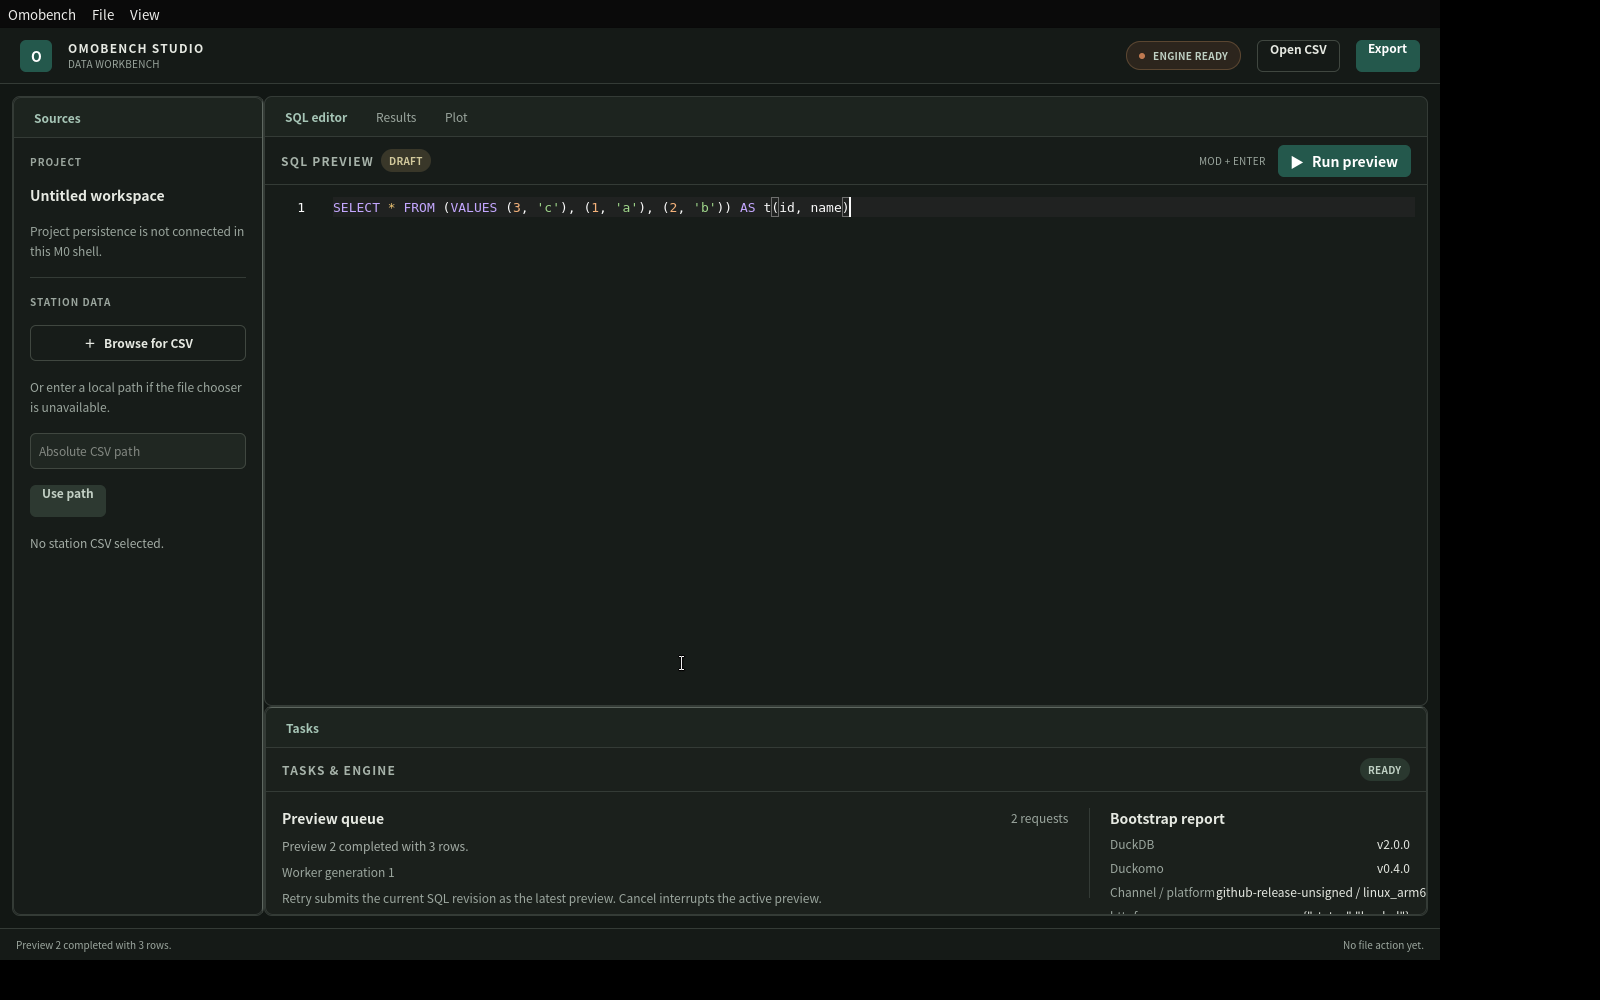 Omobench File View
O
OMOBENCH STUDIO
DATA WORKBENCH
ENGINE READY
Open CSV
Export
Sources
PROJECT
Untitled workspace
Project persistence is not connected in
this M0 shell.
STATION DATA
+ Browse for CSV
Or enter a local path if the file chooser
is unavailable.
Absolute CSV path
Use path
No station CSV selected.
SQL editor Results Plot
SQL PREVIEW DRAFT
MOD + ENTER
▶ Run preview
1 SELECT * FROM (VALUES (3, 'c'), (1, 'a'), (2, 'b')) AS t(id, name)
Tasks
TASKS & ENGINE
READY
Preview queue
2 requests
Preview 2 completed with 3 rows.
Worker generation 1
Retry submits the current SQL revision as the latest preview. Cancel interrupts the active preview.
Bootstrap report
DuckDB v2.0.0
Duckomo v0.4.0
Channel / platform github-release-unsigned / linux_arm6
Preview 2 completed with 3 rows.
No file action yet.